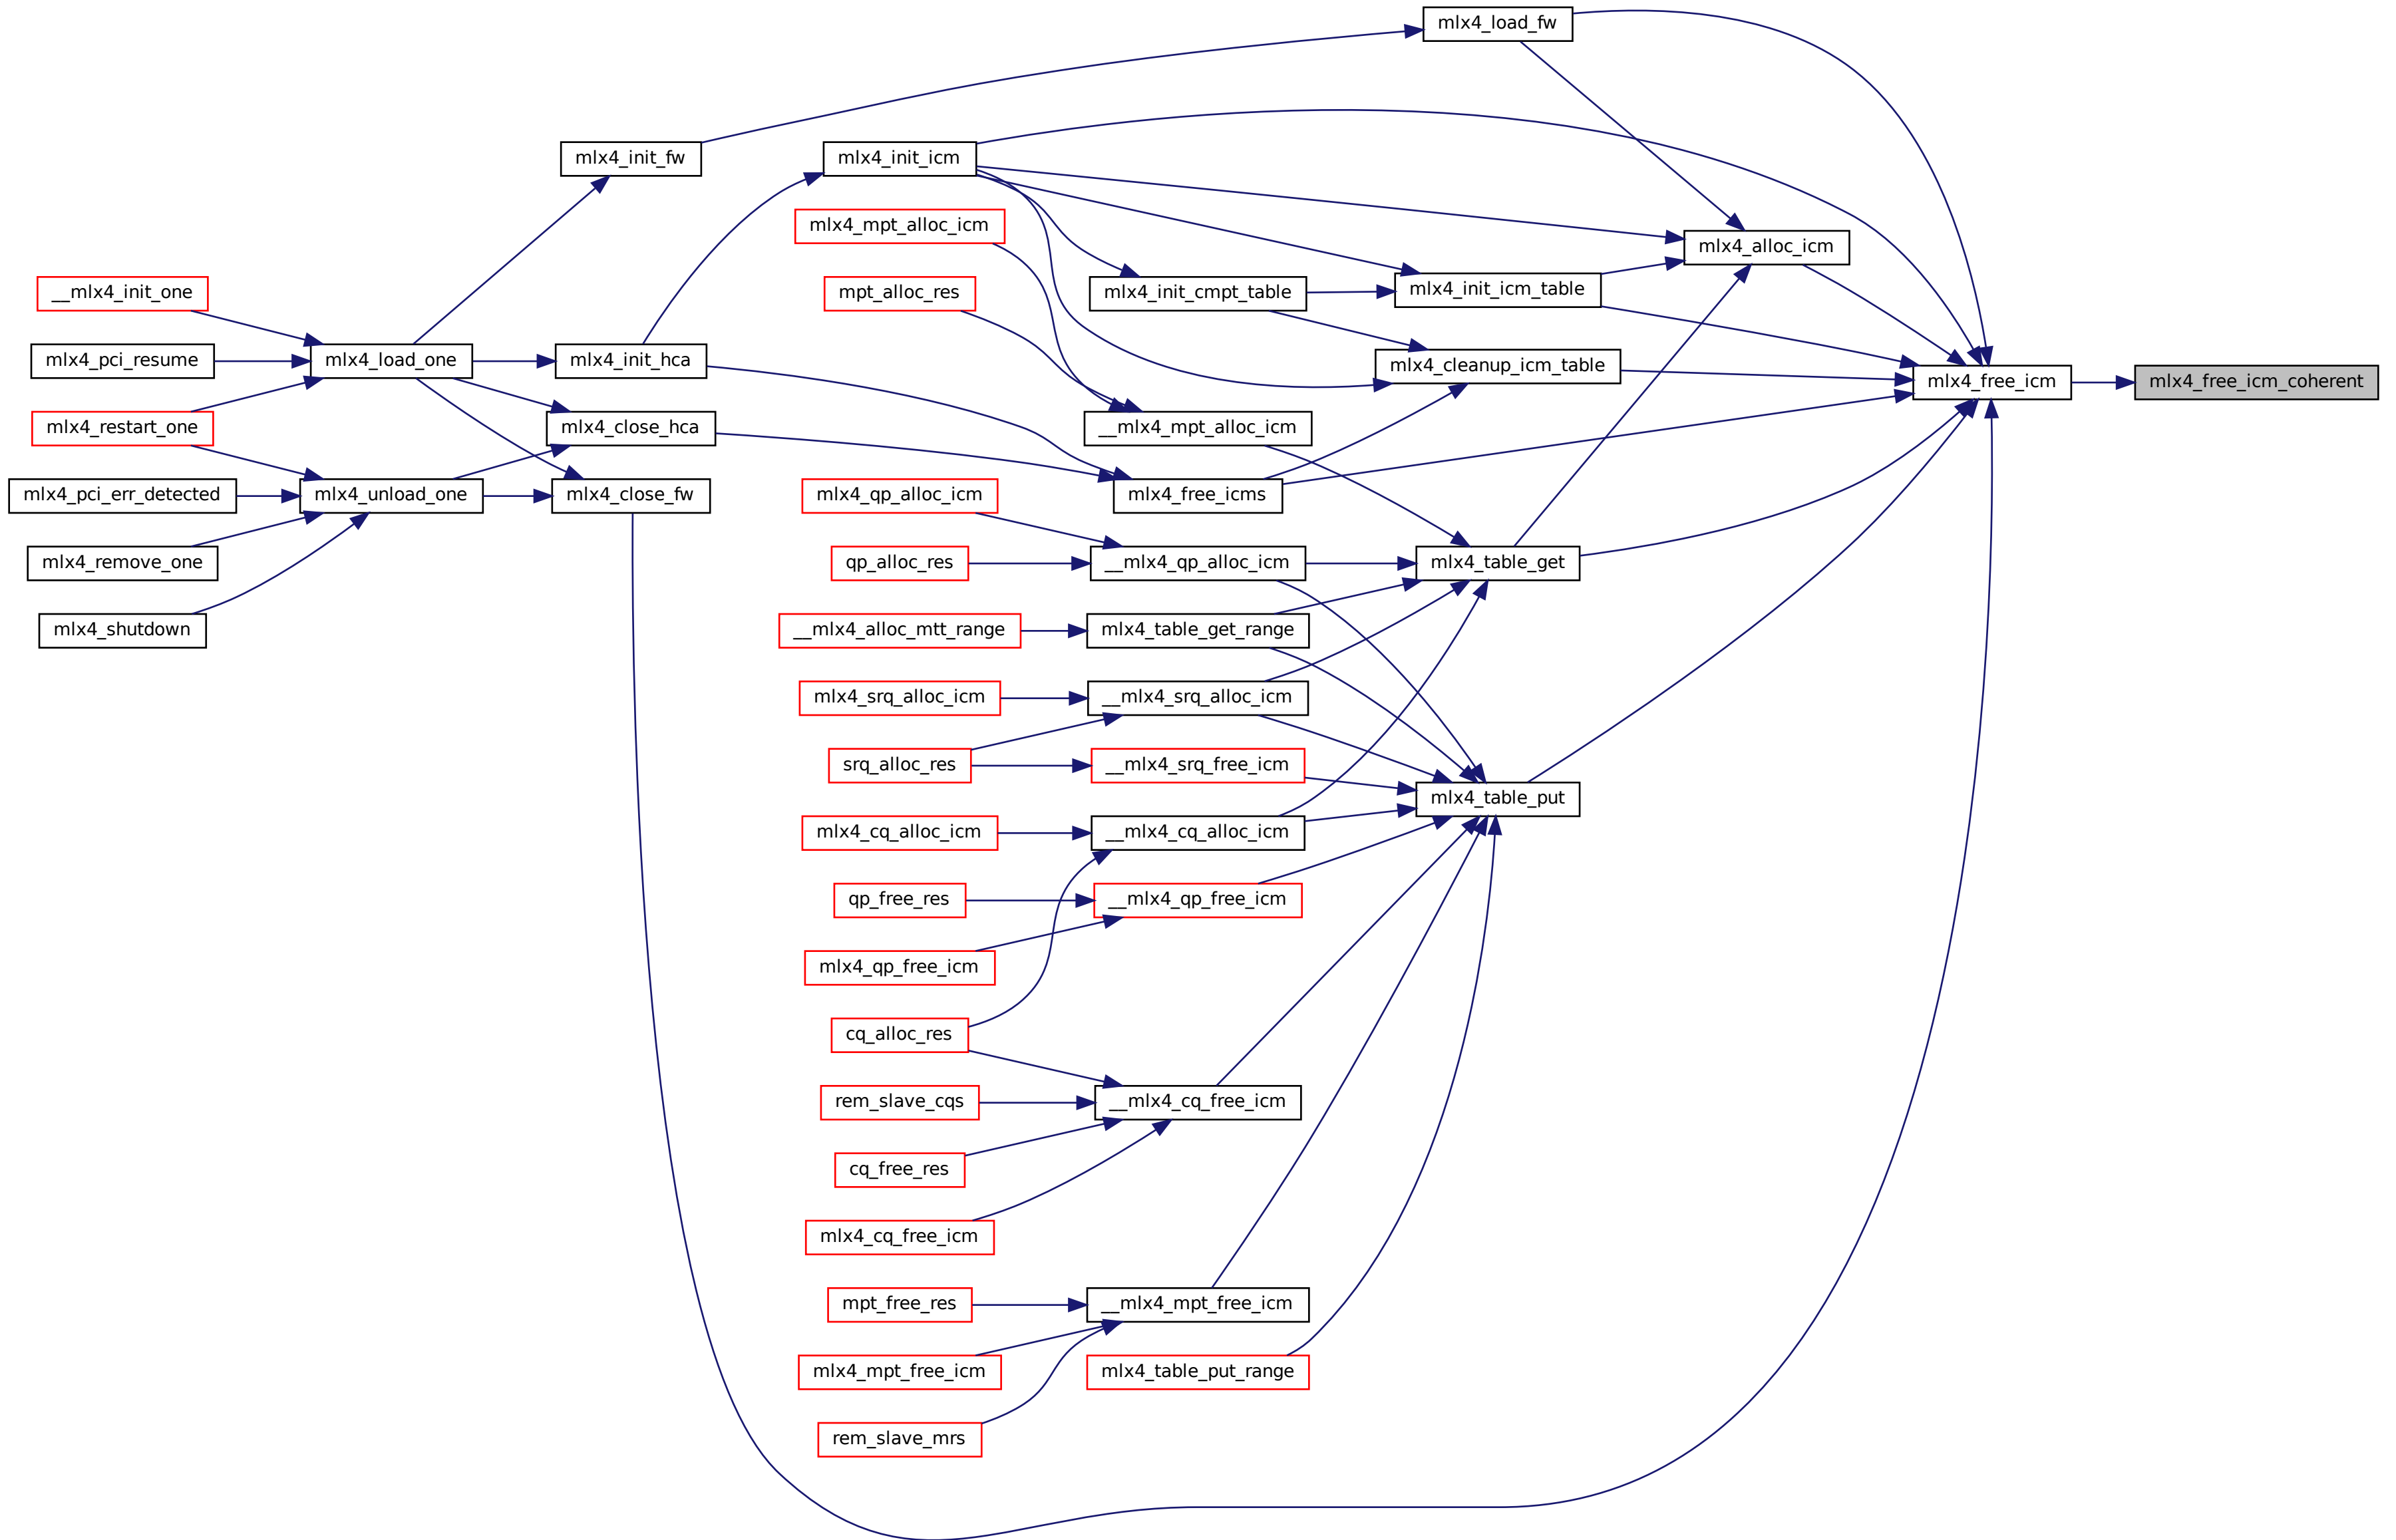 mlx4_load_fw
mlx4_init_fw
mlx4_init_icm
mlx4_mpt_alloc_icm
mlx4_alloc_icm
__mlx4_init_one
mpt_alloc_res
mlx4_init_cmpt_table
mlx4_init_icm_table
mlx4_pci_resume
mlx4_load_one
mlx4_init_hca
mlx4_cleanup_icm_table
mlx4_free_icm
mlx4_free_icm_coherent
mlx4_restart_one
mlx4_close_hca
__mlx4_mpt_alloc_icm
mlx4_pci_err_detected
mlx4_unload_one
mlx4_close_fw
mlx4_qp_alloc_icm
mlx4_free_icms
mlx4_remove_one
qp_alloc_res
__mlx4_qp_alloc_icm
mlx4_table_get
mlx4_shutdown
__mlx4_alloc_mtt_range
mlx4_table_get_range
mlx4_srq_alloc_icm
__mlx4_srq_alloc_icm
srq_alloc_res
__mlx4_srq_free_icm
mlx4_table_put
mlx4_cq_alloc_icm
__mlx4_cq_alloc_icm
qp_free_res
__mlx4_qp_free_icm
mlx4_qp_free_icm
cq_alloc_res
rem_slave_cqs
__mlx4_cq_free_icm
cq_free_res
mlx4_cq_free_icm
mpt_free_res
__mlx4_mpt_free_icm
mlx4_mpt_free_icm
mlx4_table_put_range
rem_slave_mrs